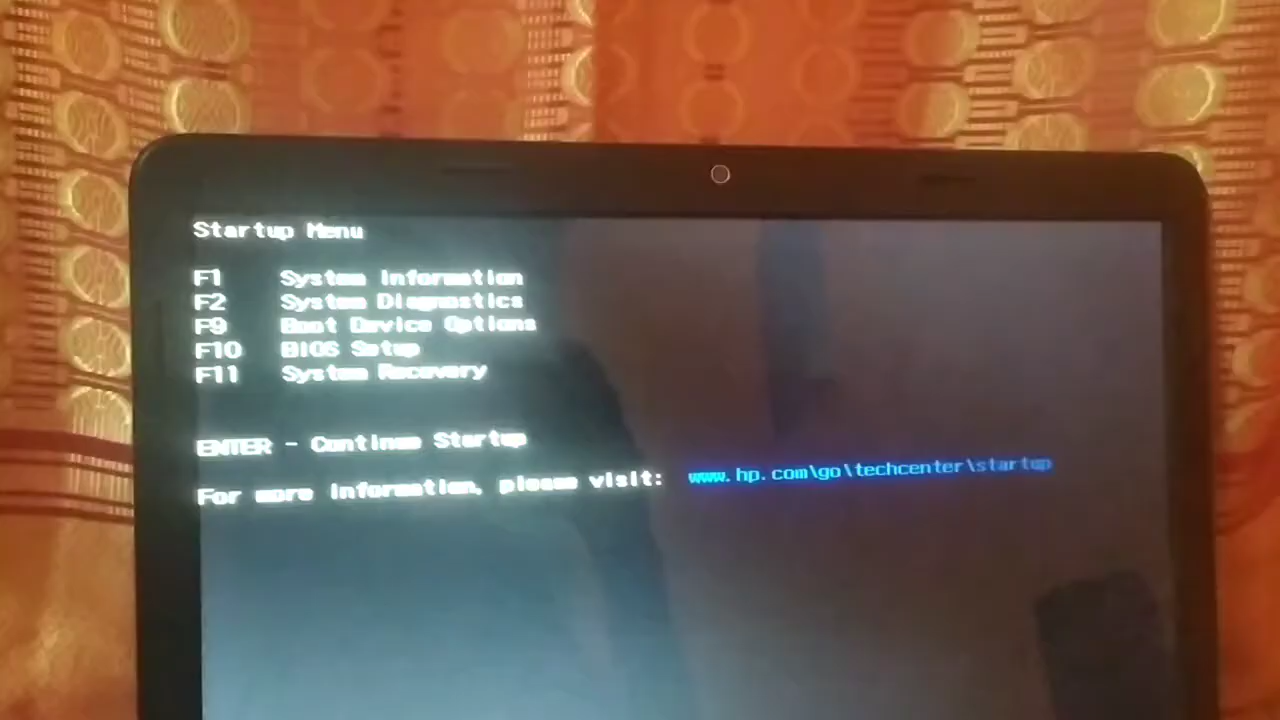 Startup Menu
F1 System Information
F2 System Diagnostics
F9 Boot Device Options
F10 BIOS Setup
F11 System Recovery
ENTER - Continue Startup
For more information, please visit: www.hp.com\go\techcenter\startup